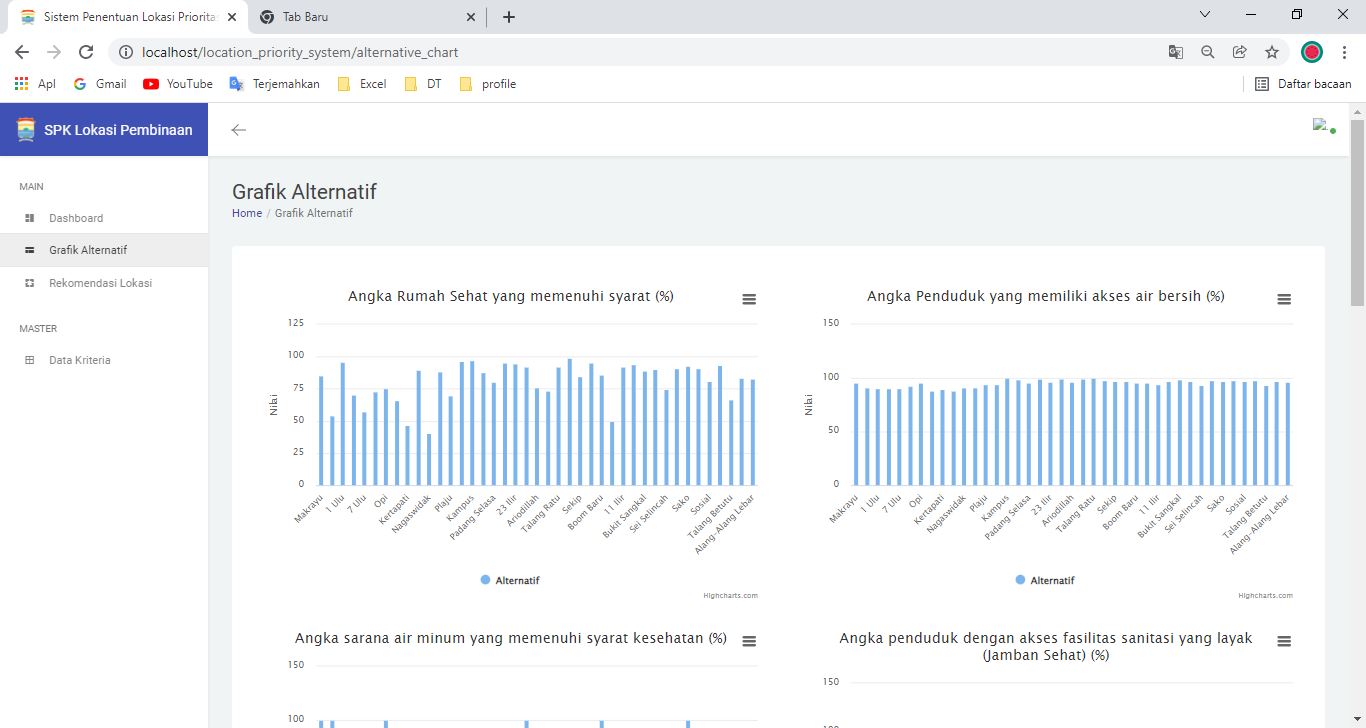 Sistem Penentuan Lokasi Prioritas
Tab Baru
localhost/location_priority_system/alternative_chart
Apl
Gmail
YouTube
Terjemahkan
Excel
DT
profile
Daftar bacaan
SPK Lokasi Pembinaan
MAIN
Dashboard
Grafik Alternatif
Rekomendasi Lokasi
MASTER
Data Kriteria
Grafik Alternatif
Home / Grafik Alternatif
Angka Rumah Sehat yang memenuhi syarat (%)
Nilai
125
100
75
50
25
0
Makrayu
1 Ulu
7 Ulu
Opi
Kertapati
Nagaswidak
Plaju
Kampus
Padang Selasa
23 Ilir
Ariodillah
Talang Ratu
Sekip
Boom Baru
11 Ilir
Bukit Sangkal
Sei Selincah
Sako
Sosial
Talang Betutu
Alang-Alang Lebar
Alternatif
Highcharts.com
Angka Penduduk yang memiliki akses air bersih (%)
Nilai
150
100
50
0
Makrayu
1 Ulu
7 Ulu
Opi
Kertapati
Nagaswidak
Plaju
Kampus
Padang Selasa
23 Ilir
Ariodillah
Talang Ratu
Sekip
Boom Baru
11 Ilir
Bukit Sangkal
Sei Selincah
Sako
Sosial
Talang Betutu
Alang-Alang Lebar
Alternatif
Highcharts.com
Angka sarana air minum yang memenuhi syarat kesehatan (%)
150
100
Angka penduduk dengan akses fasilitas sanitasi yang layak
(Jamban Sehat) (%)
150